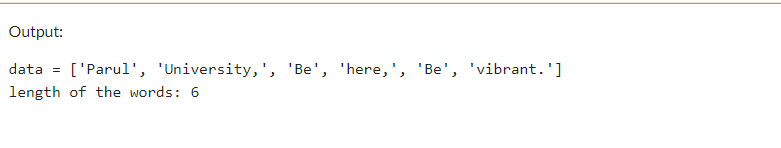 Output:
data = ['Parul', 'University,', 'Be', 'here,', 'Be', 'vibrant.']
length of the words: 6